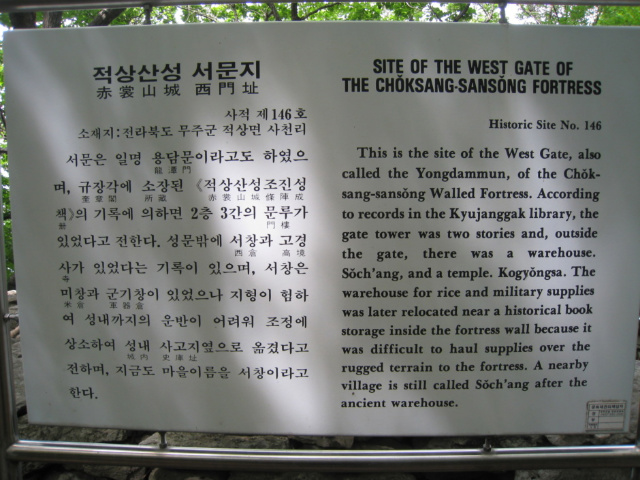 적상산성 서문지
赤裳山城 西門址
사적 제146호
소재지:전라북도 무주군 적상면 사천리
서문은 일명 용담문이라고도 하였으
龍潭門
며, 규장각에 소장된 《적상산성조진성
奎章閣 所蔵 赤裳山城條陣成
책》의 기록에 의하면 2층 3간의 문루가
册 門樓
있었다고 전한다. 성문밖에 서창과 고경
西倉 高境
사가 있었다는 기록이 있으며, 서창은
寺
미창과 군기창이 있었으나 지형이 험하
米倉 軍器倉
여 성내까지의 운반이 어려워 조정에
상소하여 성내 사고지옆으로 옮겼다고
城内 史庫址
전하며, 지금도 마을이름을 서창이라고
한다.
SITE OF THE WEST GATE OF
THE CHŎKSANG-SANSŎNG FORTRESS
Historic Site No. 146
This is the site of the West Gate, also
called the Yongdammun, of the Chŏk-
sang-sansŏng Walled Fortress. According
to records in the Kyujanggak library, the
gate tower was two stories and, outside
the gate, there was a warehouse.
Sŏch'ang, and a temple. Kogyŏngsa. The
warehouse for rice and military supplies
was later relocated near a historical book
storage inside the fortress wall because it
was difficult to haul supplies over the
rugged terrain to the fortress. A nearby
village is still called Sŏch'ang after the
ancient warehouse.